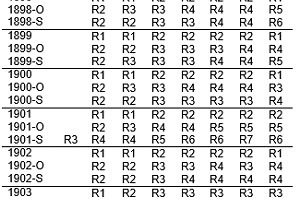 1898-O R2 R3 R3 R4 R4 R4 R5
1898-S R2 R2 R3 R3 R4 R4 R6
1899 R1 R1 R2 R2 R2 R2 R1
1899-O R2 R2 R3 R3 R4 R4 R4
1899-S R2 R3 R3 R3 R4 R4 R5
1900 R1 R1 R2 R2 R2 R2 R1
1900-O R2 R3 R3 R4 R4 R4 R3
1900-S R2 R2 R3 R3 R3 R3 R4
1901 R1 R1 R2 R2 R2 R2 R1
1901-O R2 R3 R4 R4 R5 R5 R5
1901-S R3 R4 R4 R5 R6 R6 R7 R6
1902 R1 R1 R2 R2 R2 R2 R1
1902-O R2 R2 R3 R3 R4 R4 R3
1902-S R2 R2 R3 R4 R4 R4 R4
1903 R1 R2 R3 R3 R3 R3 R3